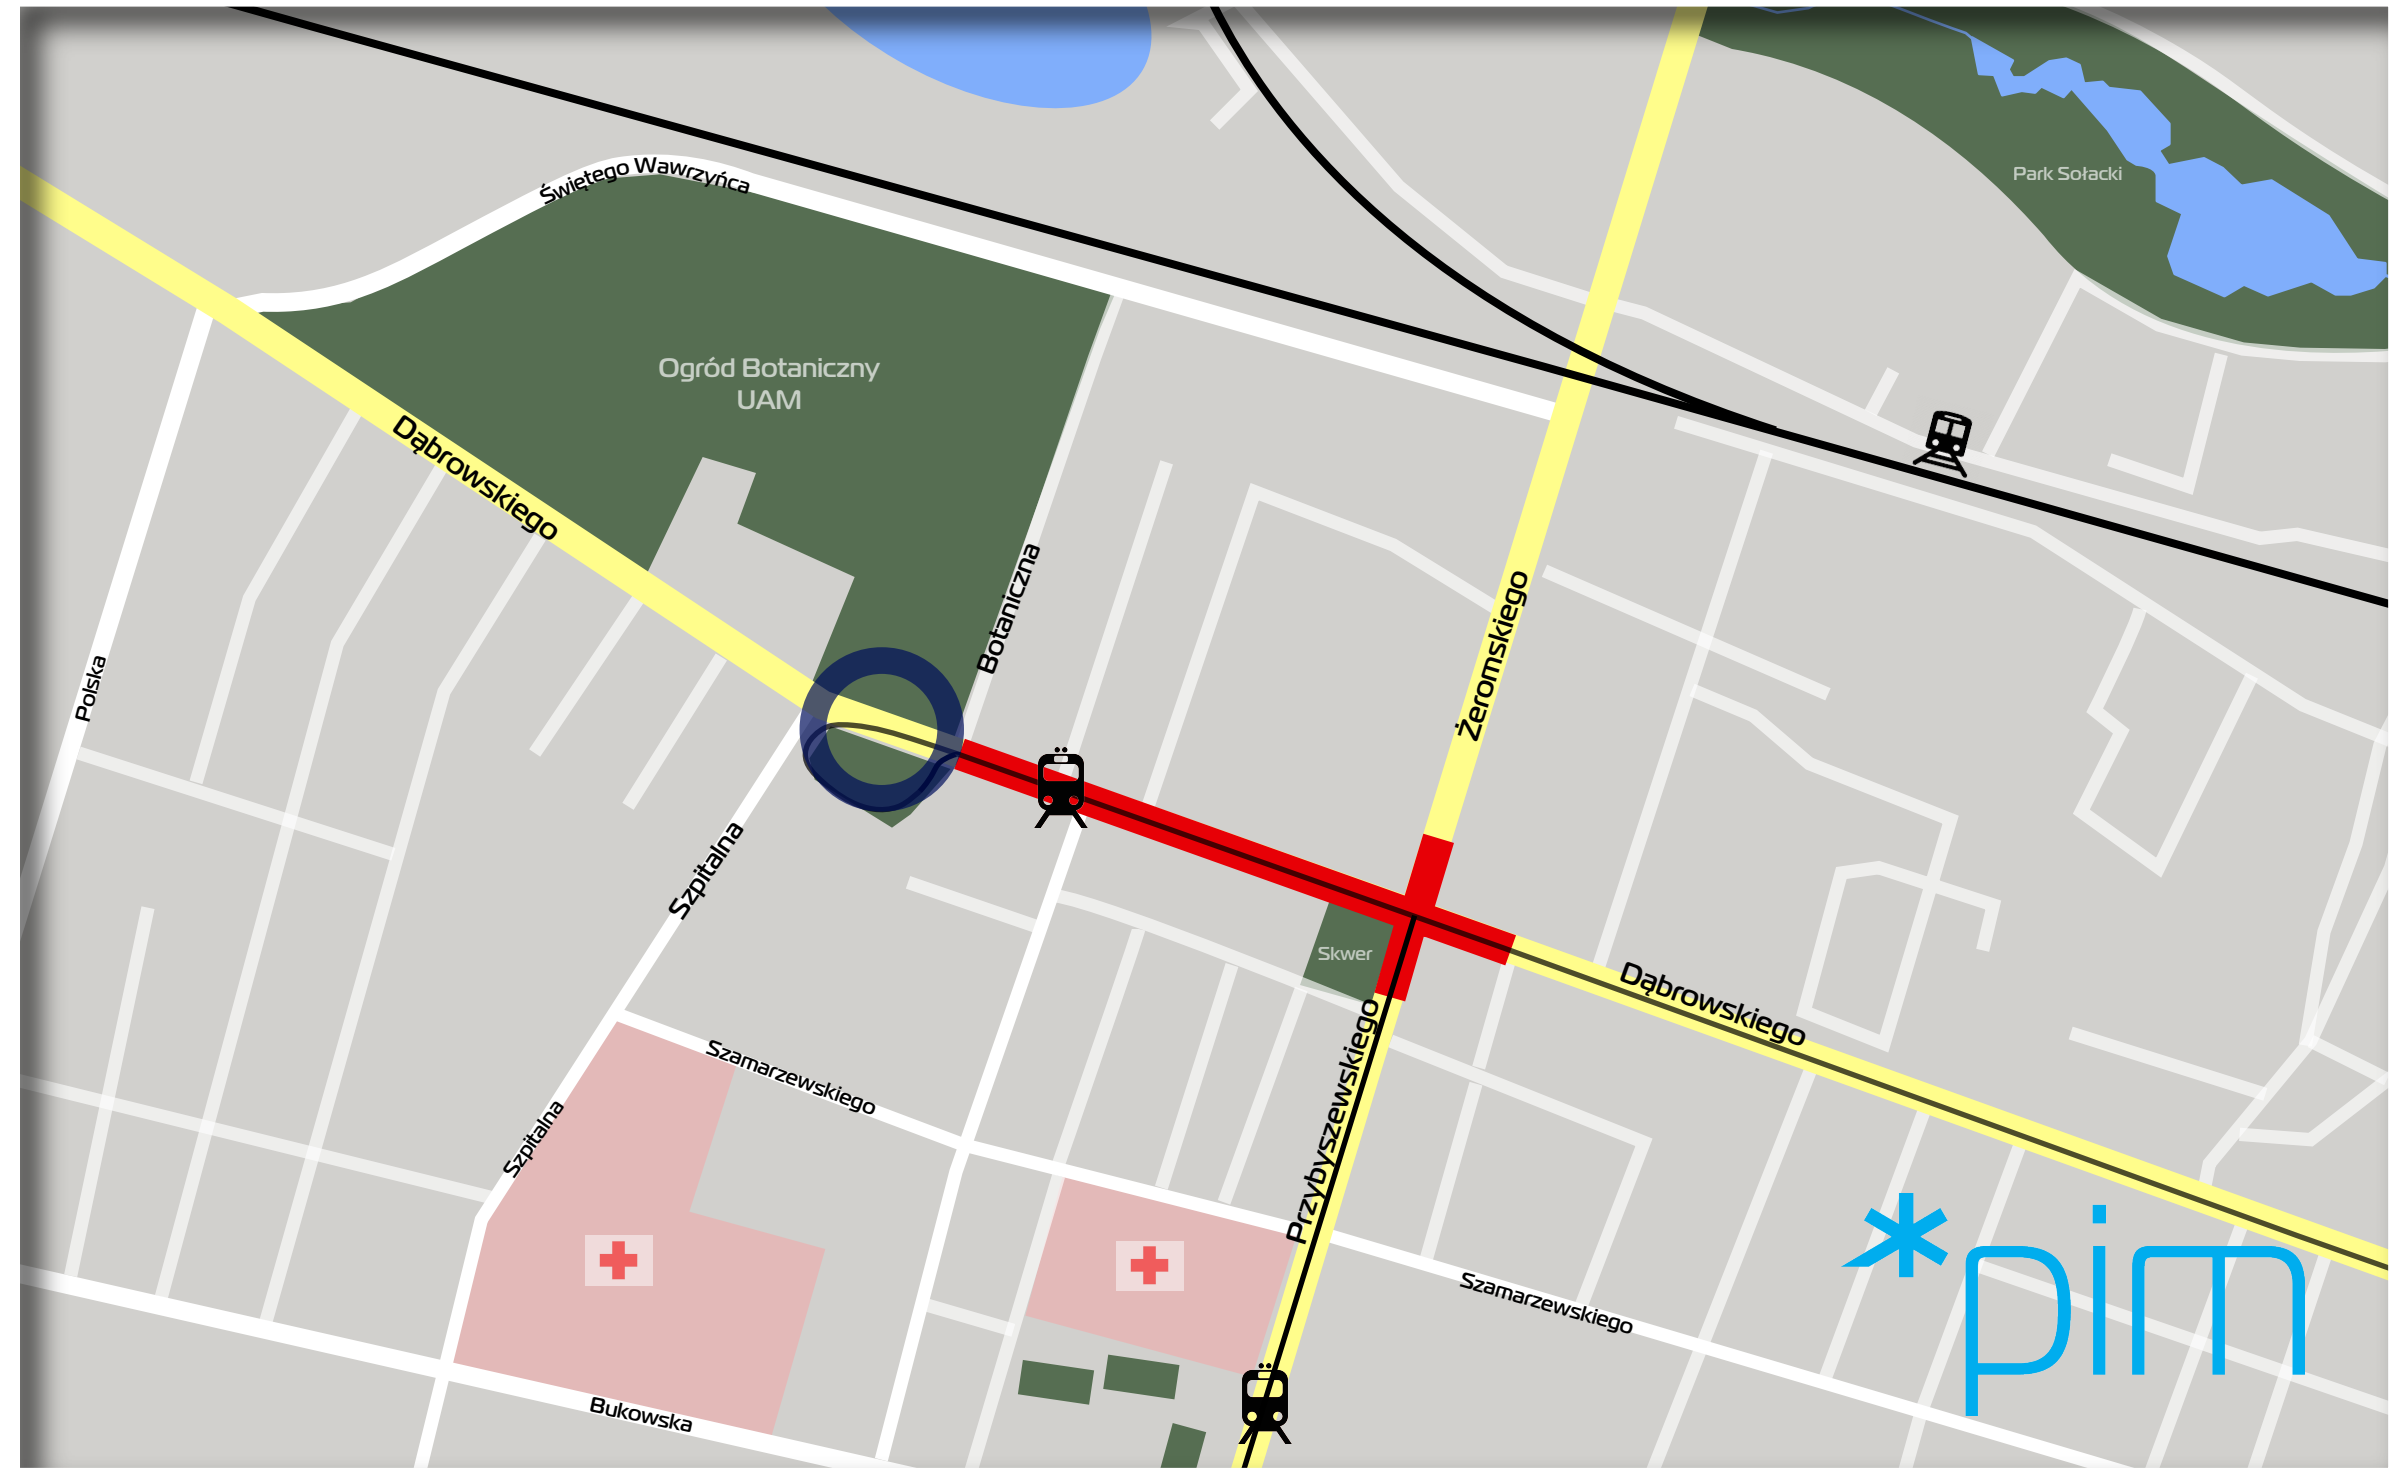 Świętego Wawrzyńca
Park Sołacki
Ogród Botaniczny
UAM
Dąbrowskiego
Botaniczna
Żeromskiego
Polska
Szpitalna
Skwer
Dąbrowskiego
Przybyszewskiego
Szamarzewskiego
Szpitalna
Szamarzewskiego
Bukowska
*pim